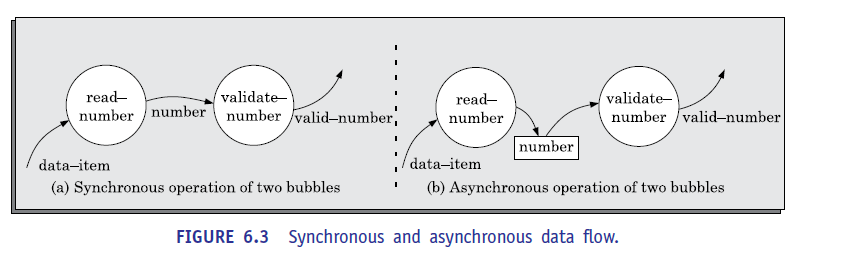 read–
number
number
validate–
number
valid–number
data–item
(a) Synchronous operation of two bubbles
read–
number
number
validate–
number
valid–number
data–item
(b) Asynchronous operation of two bubbles
FIGURE 6.3 Synchronous and asynchronous data flow.